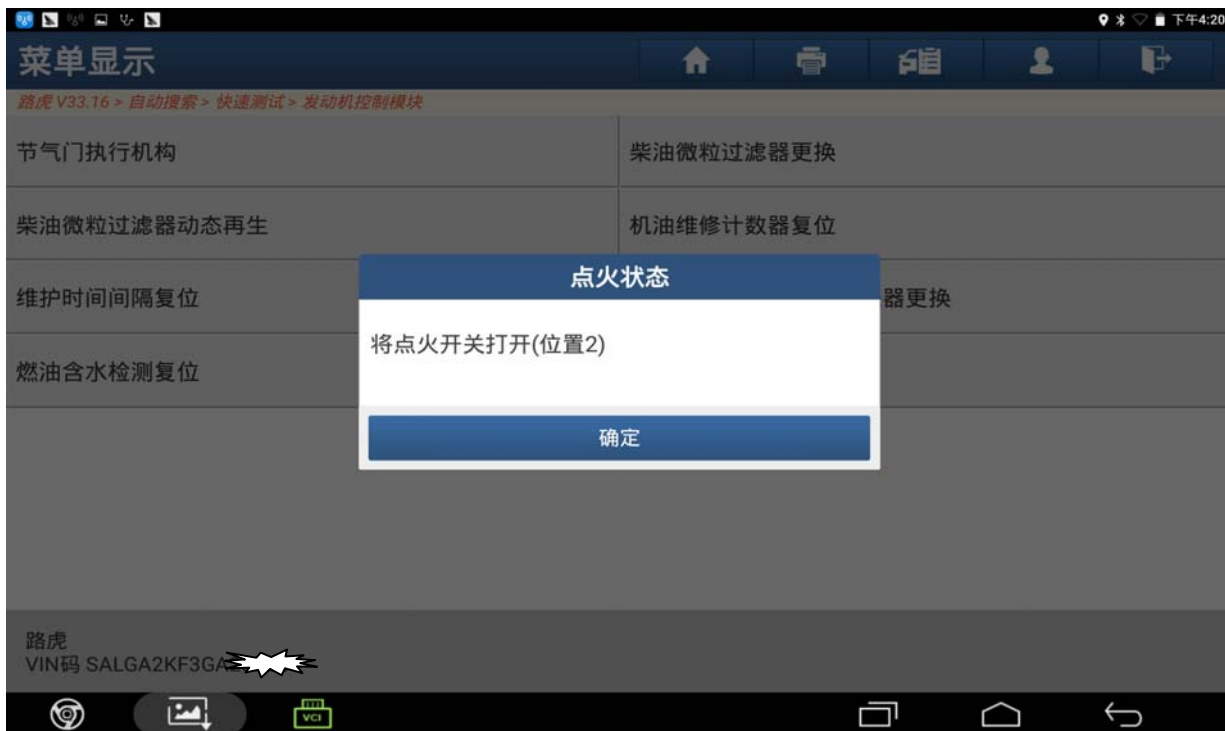 下午4:20
菜单显示
路虎 V33.16 > 自动搜索 > 快速测试 > 发动机控制模块
节气门执行机构
柴油微粒过滤器更换
柴油微粒过滤器动态再生
机油维修计数器复位
维护时间间隔复位
器更换
燃油含水检测复位
点火状态
将点火开关打开(位置2)
确定
路虎
VIN码 SALGA2KF3GA
VCI